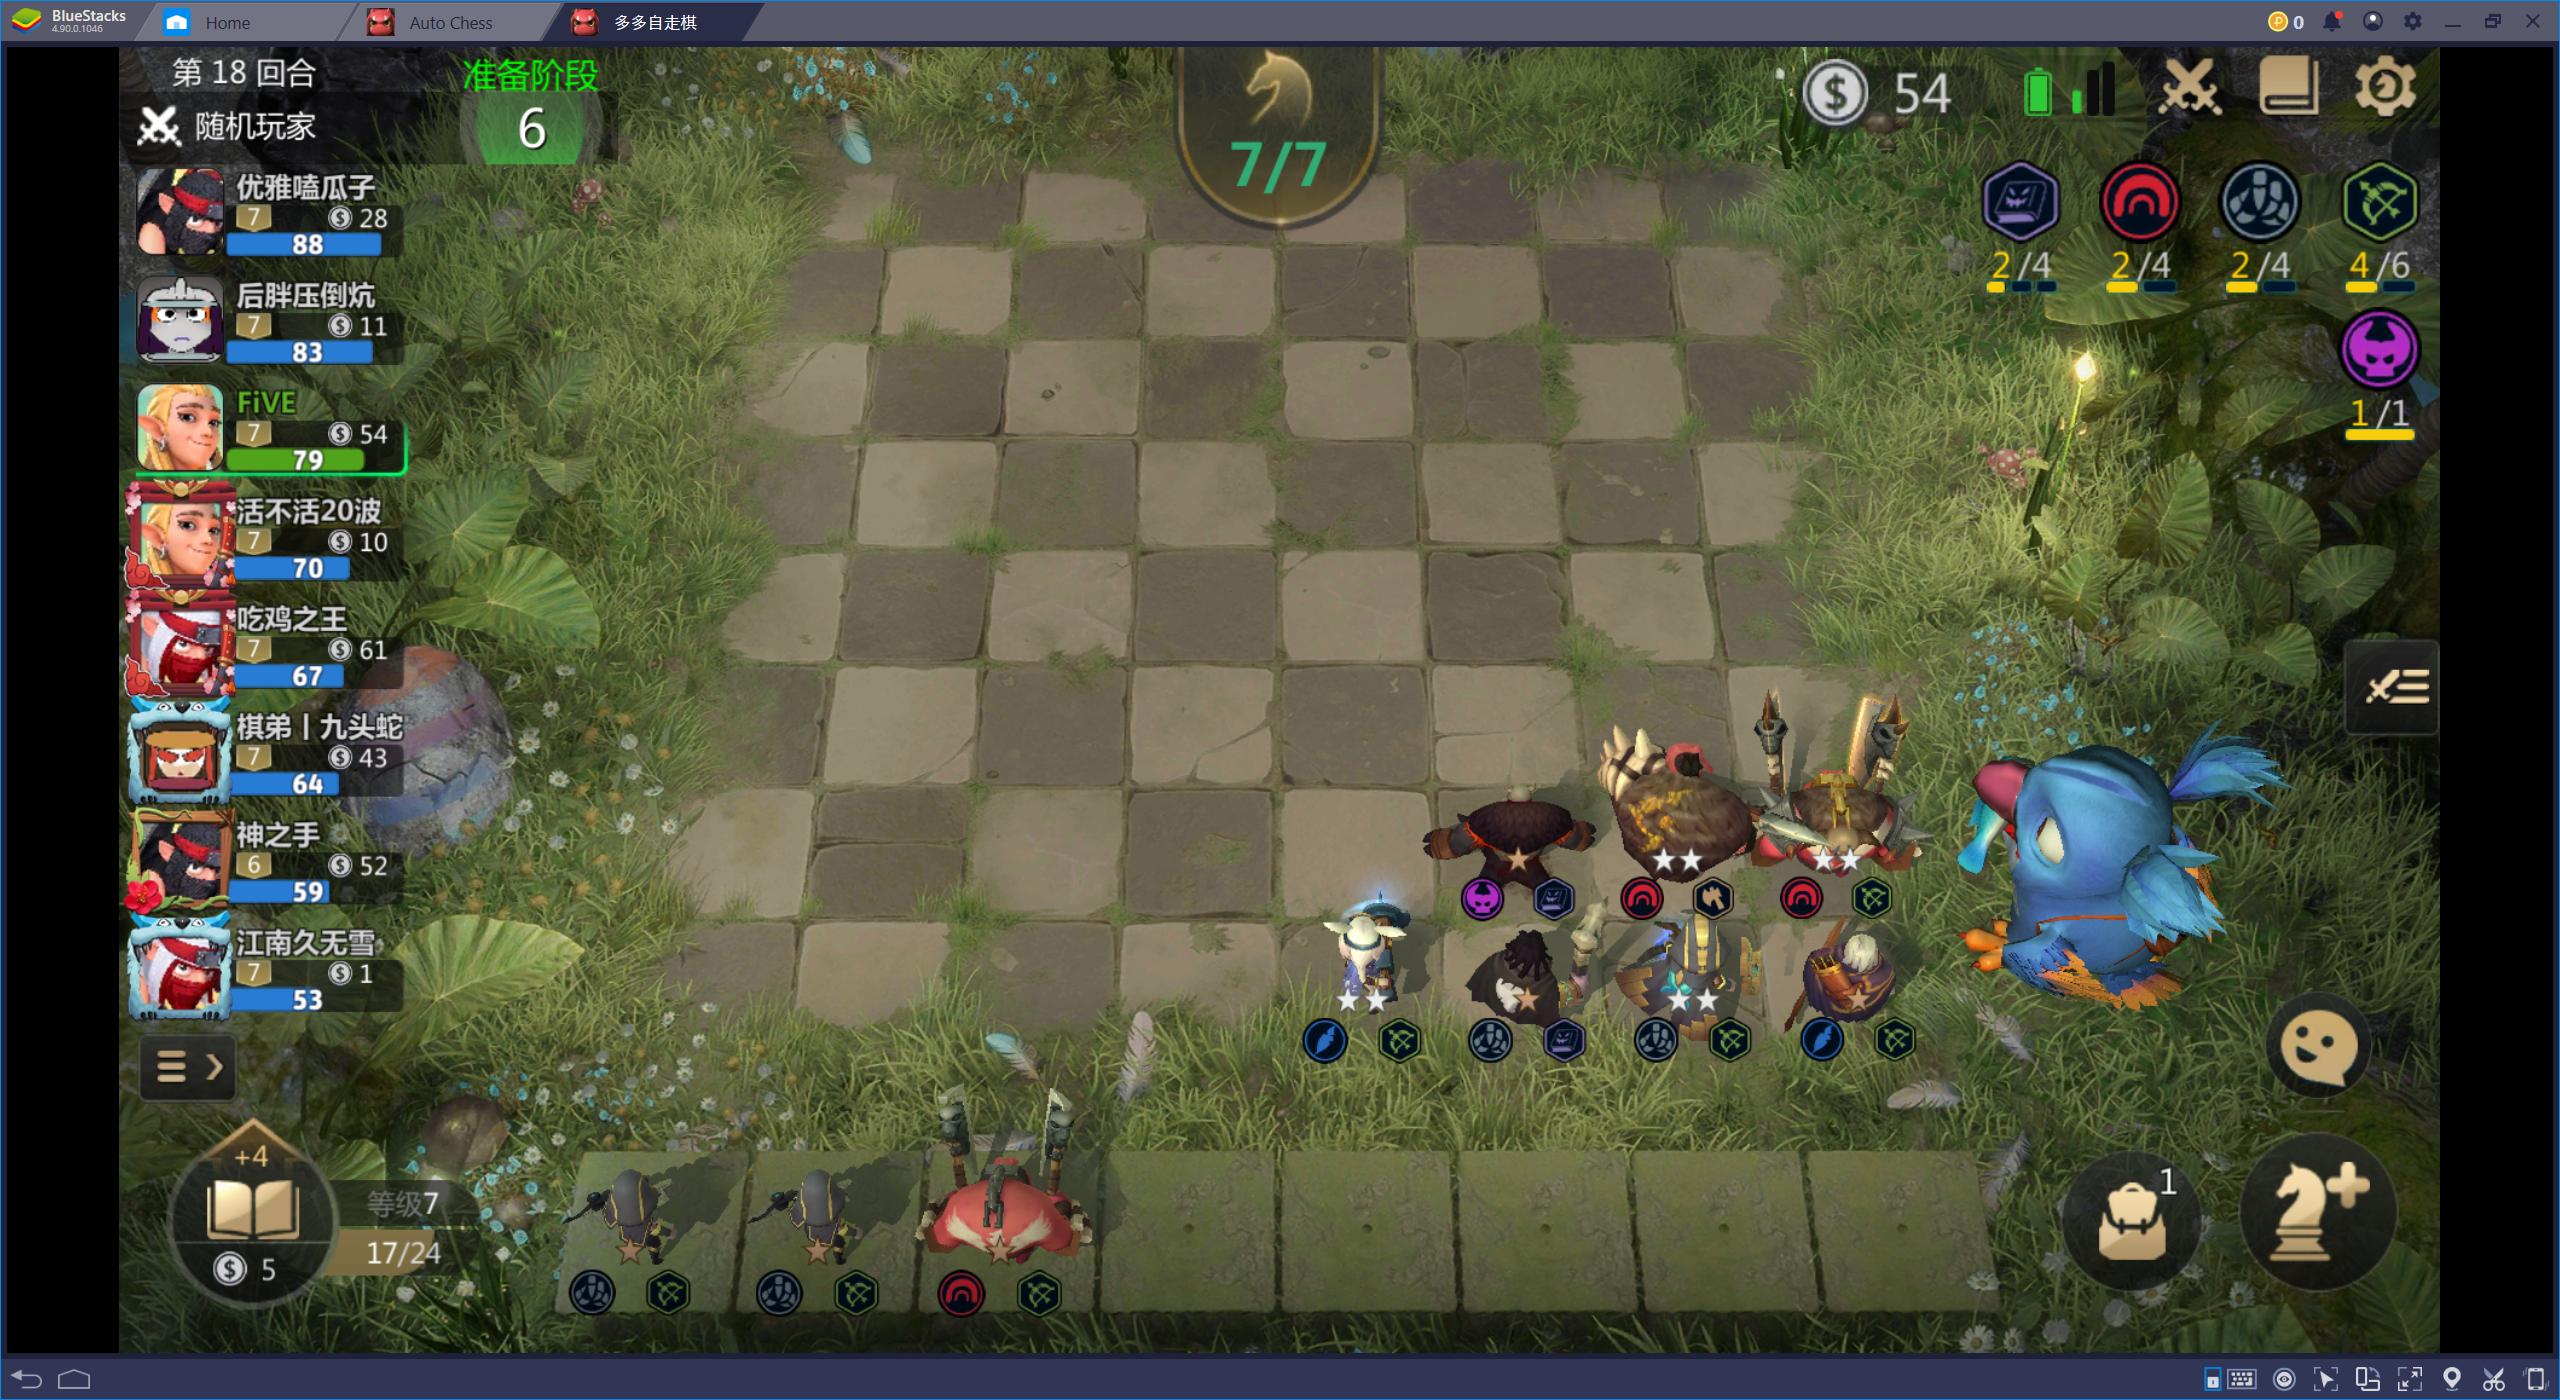 BlueStacks
4.90.0.1046
Home
Auto Chess
多多自走棋
0
第 18 回合
随机玩家
准备阶段
6
7/7
54
优雅嗑瓜子
7
28
88
后胖压倒炕
7
11
83
FiVE
7
54
79
活不活20波
7
10
70
吃鸡之王
7
61
67
棋弟丨九头蛇
7
43
64
神之手
6
52
59
江南久无雪
7
1
53
2/4
2/4
2/4
4/6
1/1
+4
5
等级7
17/24
1